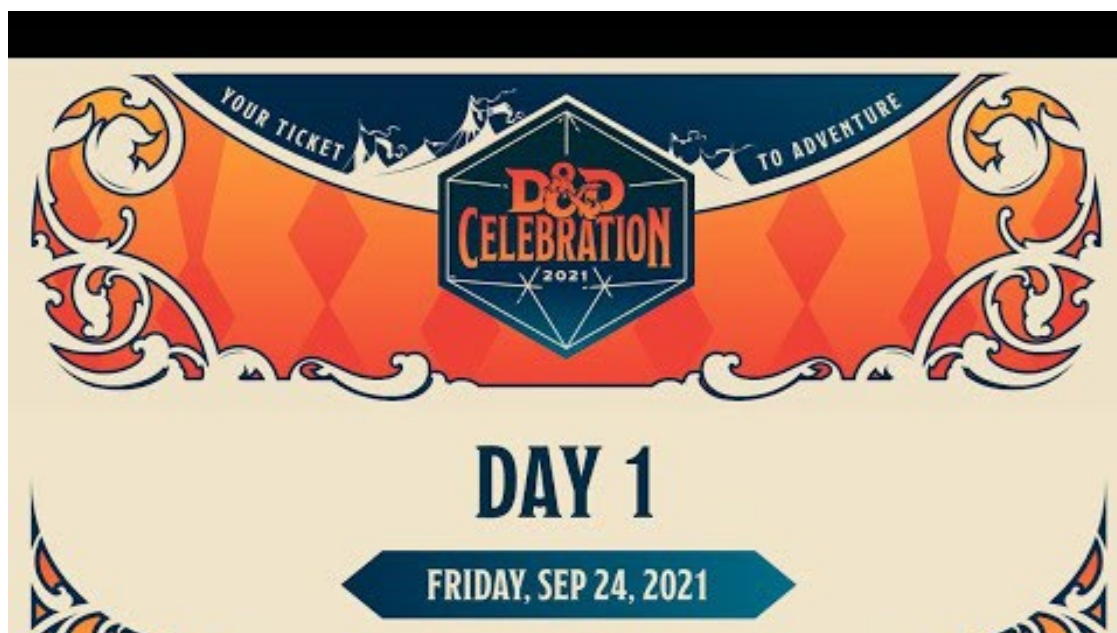 YOUR TICKET
TO ADVENTURE
D&D
CELEBRATION
2021
DAY 1
FRIDAY, SEP 24, 2021